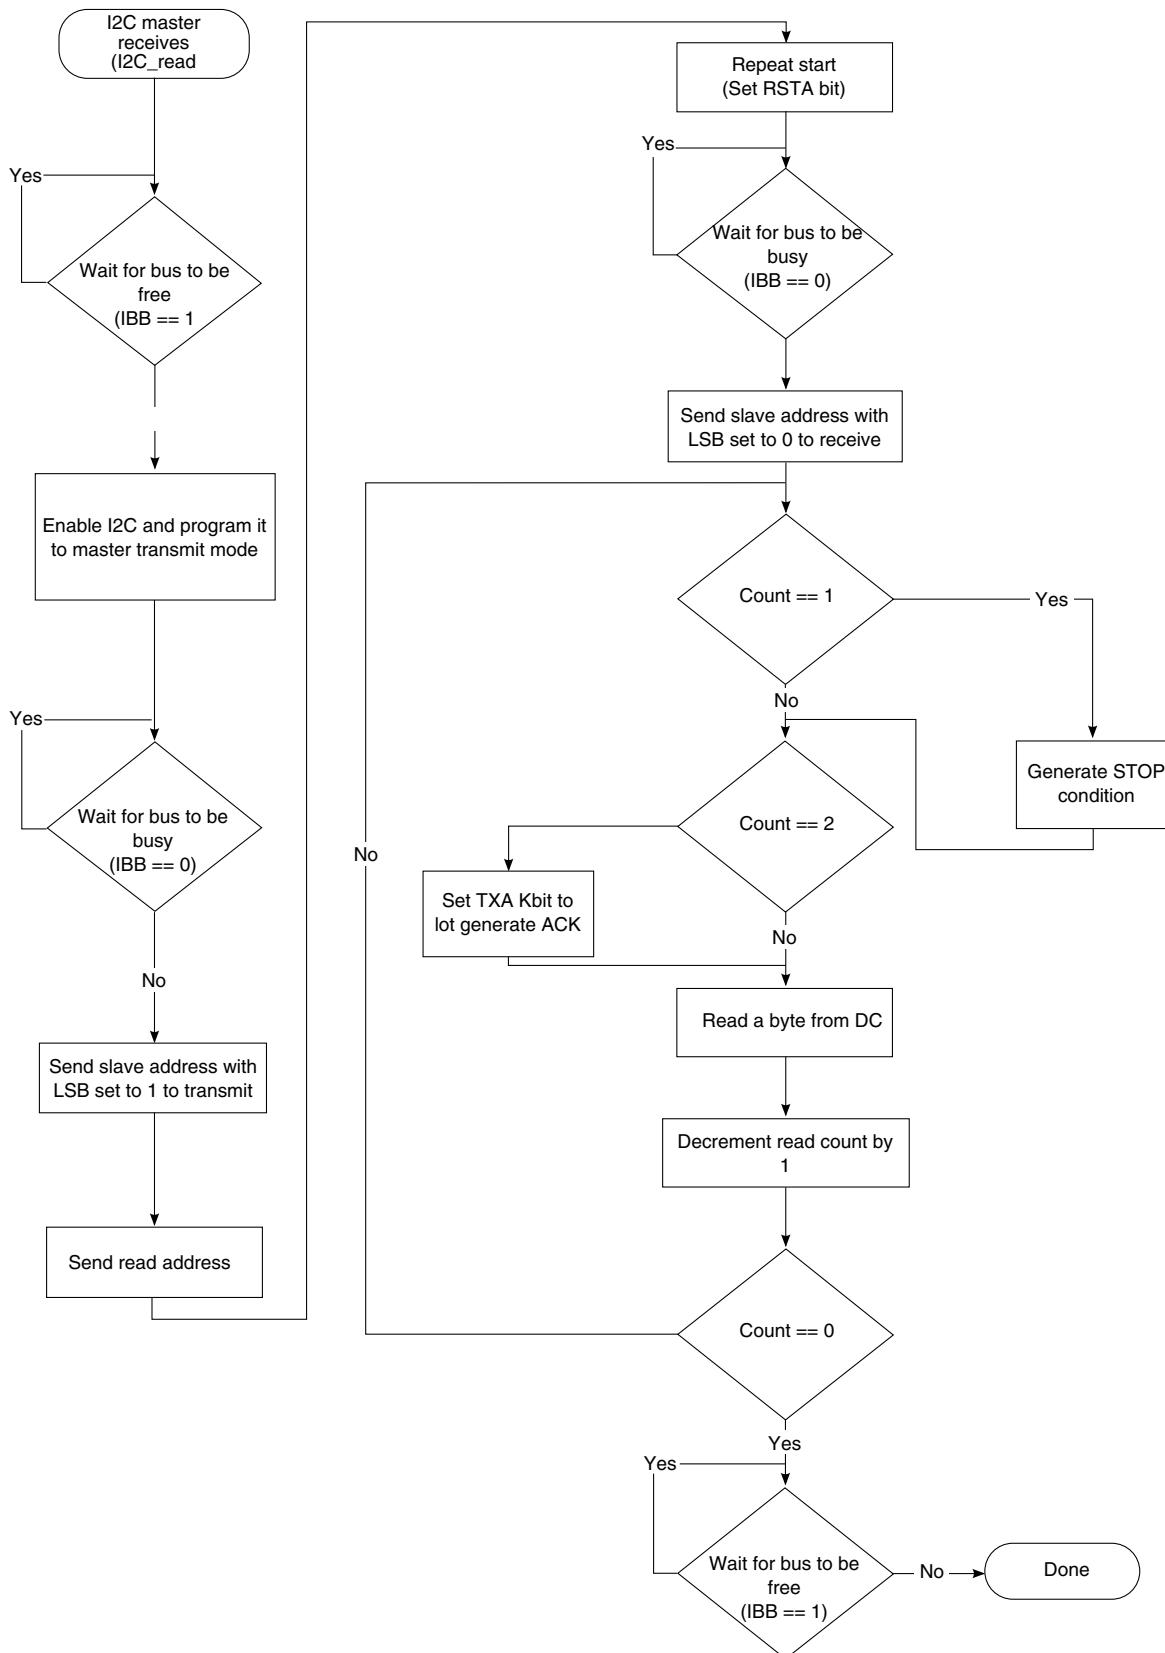 I2C master
receives
(I2C_read
Yes
Wait for bus to be
free
(IBB == 1
Enable I2C and program it
to master transmit mode
Yes
Wait for bus to be
busy
(IBB == 0)
No
Send slave address with
LSB set to 1 to transmit
Send read address
Repeat start
(Set RSTA bit)
Yes
Wait for bus to be
busy
(IBB == 0)
Send slave address with
LSB set to 0 to receive
Count == 1
Yes
No
Generate STOP
condition
Count == 2
No
Set TXA Kbit to
lot generate ACK
No
Read a byte from DC
Decrement read count by
1
Count == 0
Yes
Yes
Wait for bus to be
free
(IBB == 1)
No
Done